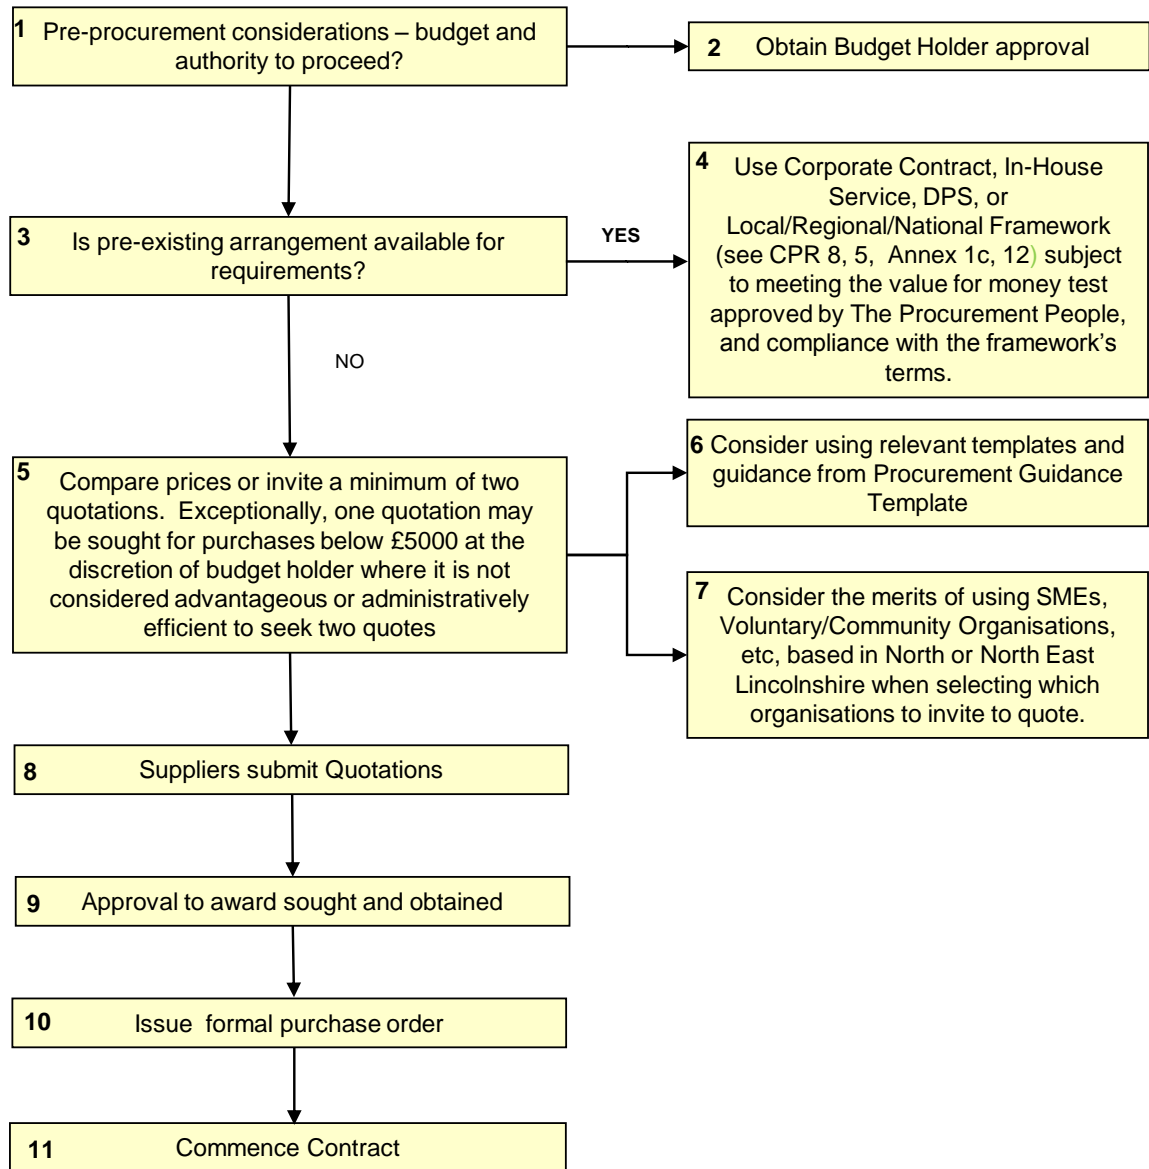 1 Pre-procurement considerations – budget and
authority to proceed?
2 Obtain Budget Holder approval
3 Is pre-existing arrangement available for
requirements?
YES
4 Use Corporate Contract, In-House
Service, DPS, or
Local/Regional/National Framework
(see CPR 8, 5, Annex 1c, 12) subject
to meeting the value for money test
approved by The Procurement People,
and compliance with the framework's
terms.
NO
5 Compare prices or invite a minimum of two
quotations. Exceptionally, one quotation may
be sought for purchases below £5000 at the
discretion of budget holder where it is not
considered advantageous or administratively
efficient to seek two quotes
6 Consider using relevant templates and
guidance from Procurement Guidance
Template
7 Consider the merits of using SMEs,
Voluntary/Community Organisations,
etc, based in North or North East
Lincolnshire when selecting which
organisations to invite to quote.
8 Suppliers submit Quotations
9 Approval to award sought and obtained
10 Issue formal purchase order
11 Commence Contract